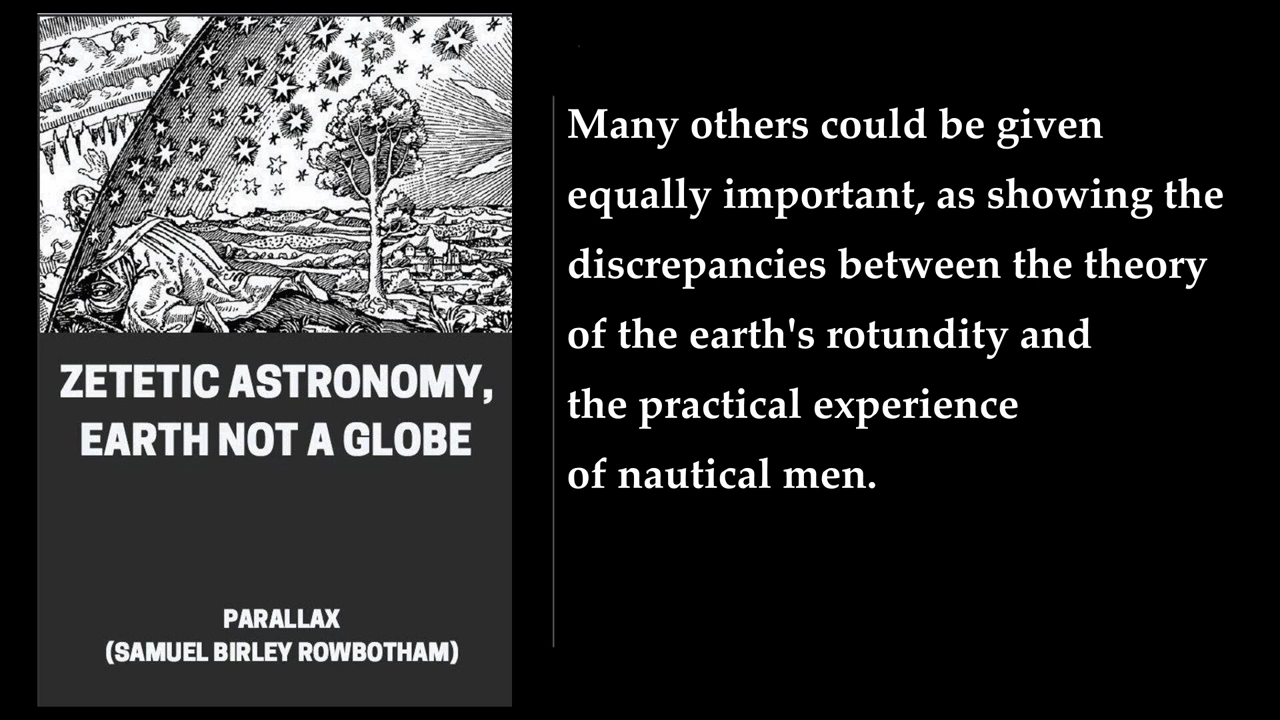 ZETETIC ASTRONOMY,
EARTH NOT A GLOBE
PARALLAX
(SAMUEL BIRLEY ROWBOTHAM)
Many others could be given
equally important, as showing the
discrepancies between the theory
of the earth's rotundity and
the practical experience
of nautical men.